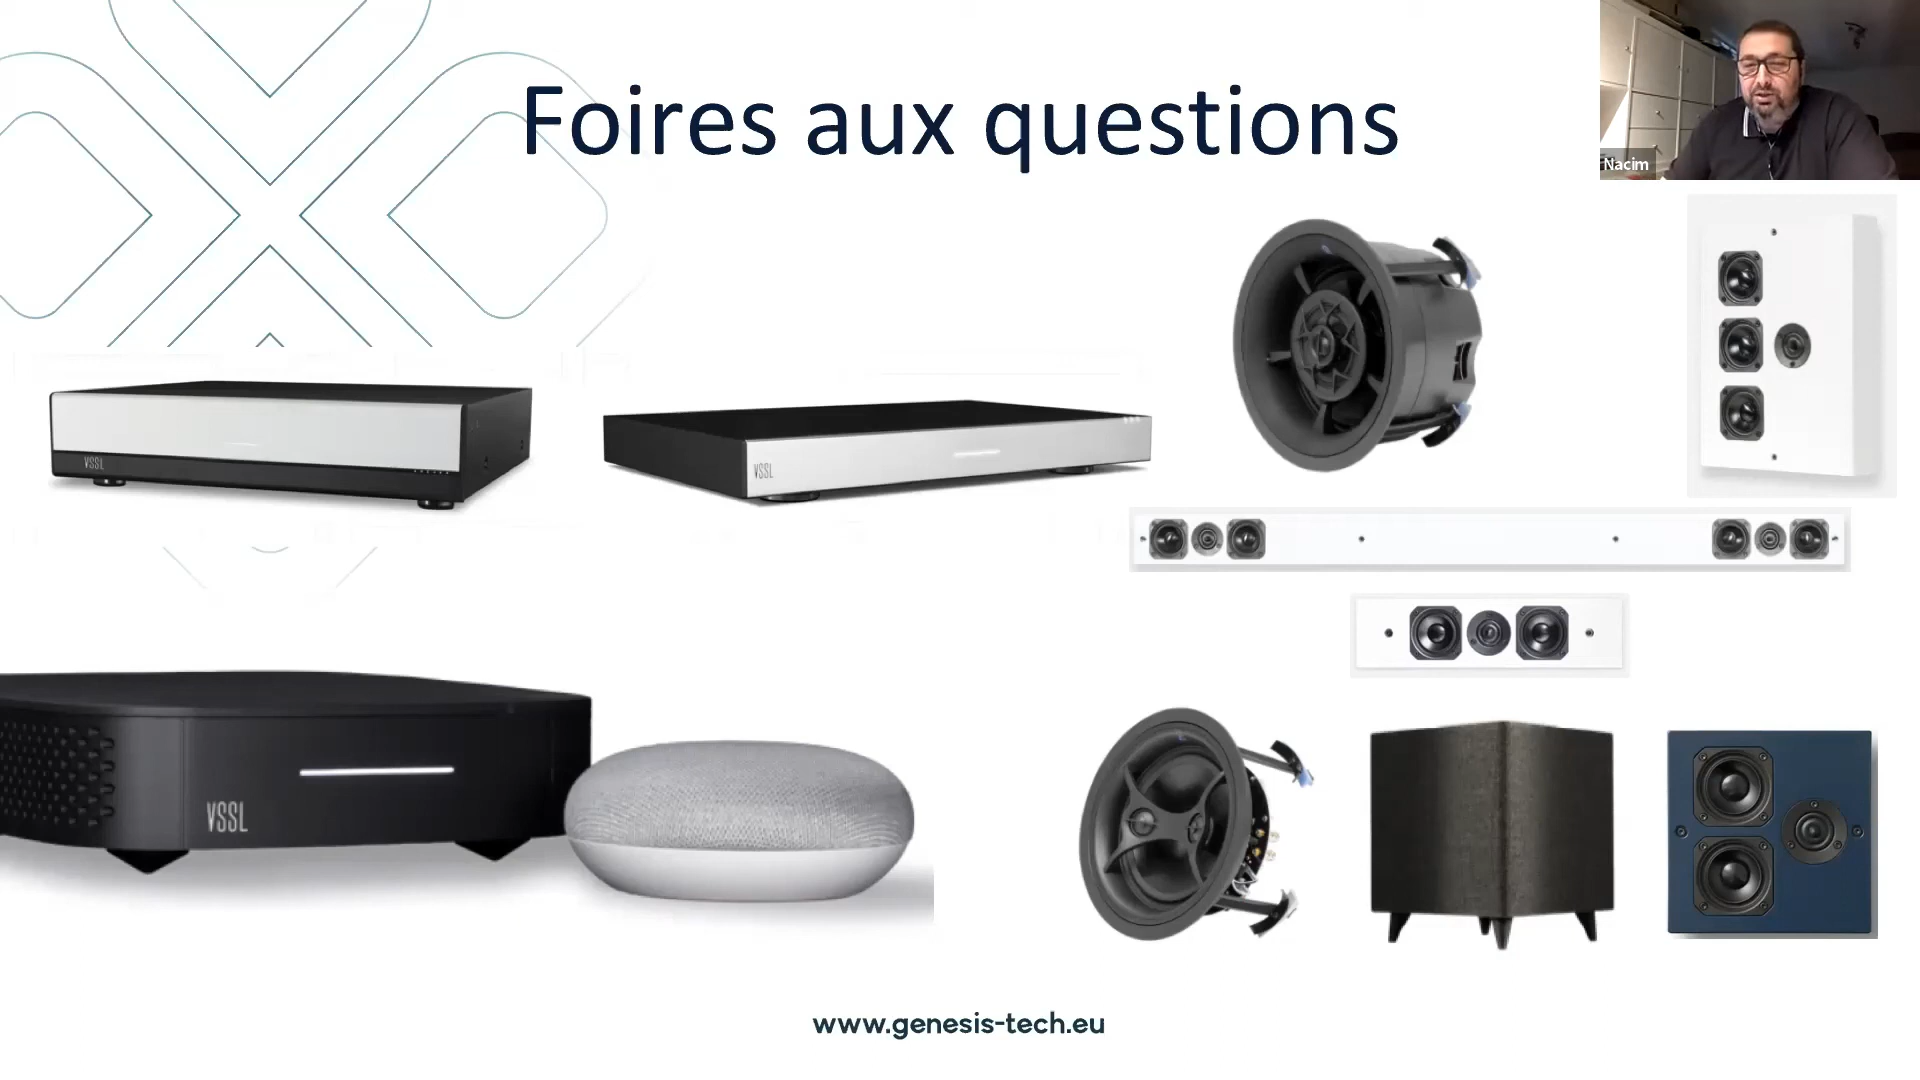 Foires aux questions
Nacim
VSSL
VSSL
VSSL
www.genesis-tech.eu